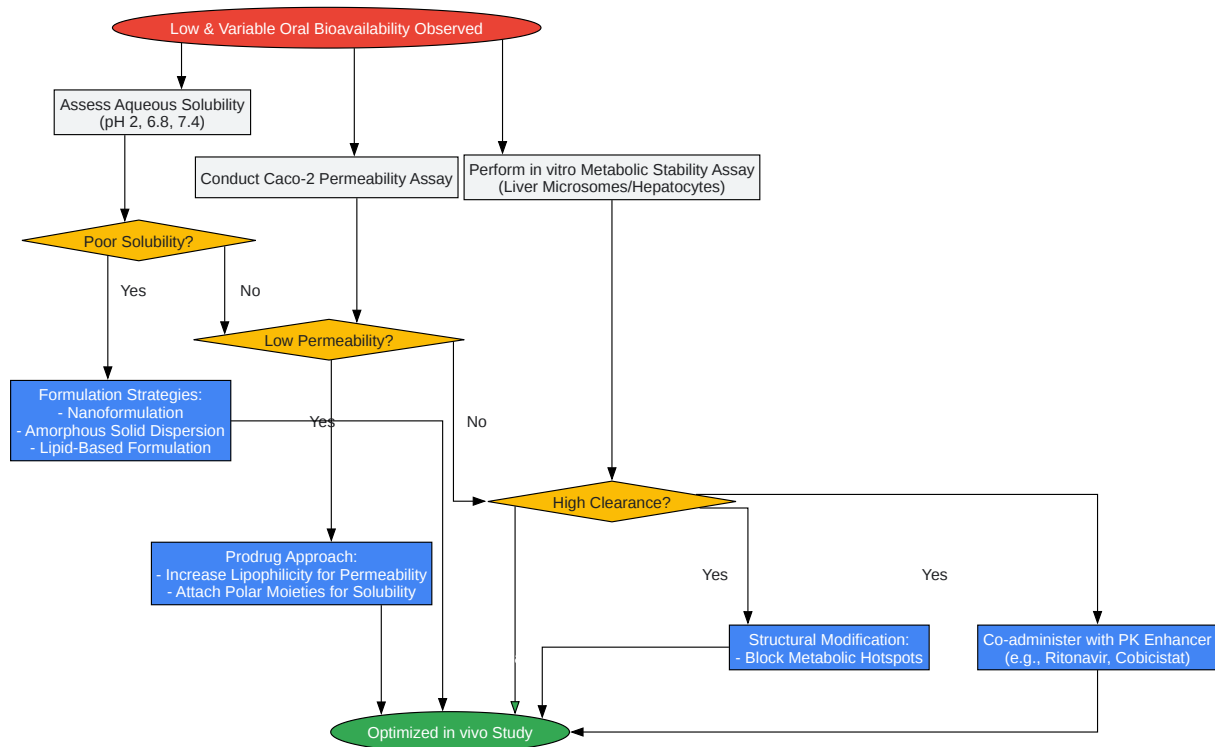 Low & Variable Oral Bioavailability Observed
Assess Aqueous Solubility
(pH 2, 6.8, 7.4)
Conduct Caco-2 Permeability Assay
Perform in vitro Metabolic Stability Assay
(Liver Microsomes/Hepatocytes)
Poor Solubility?
Yes
No
Low Permeability?
Formulation Strategies:
- Nanoformulation
- Amorphous Solid Dispersion
- Lipid-Based Formulation
Yes
No
High Clearance?
Prodrug Approach:
- Increase Lipophilicity for Permeability
- Attach Polar Moieties for Solubility
Yes
Yes
Structural Modification:
- Block Metabolic Hotspots
Co-administer with PK Enhancer
(e.g., Ritonavir, Cobicistat)
Optimized in vivo Study